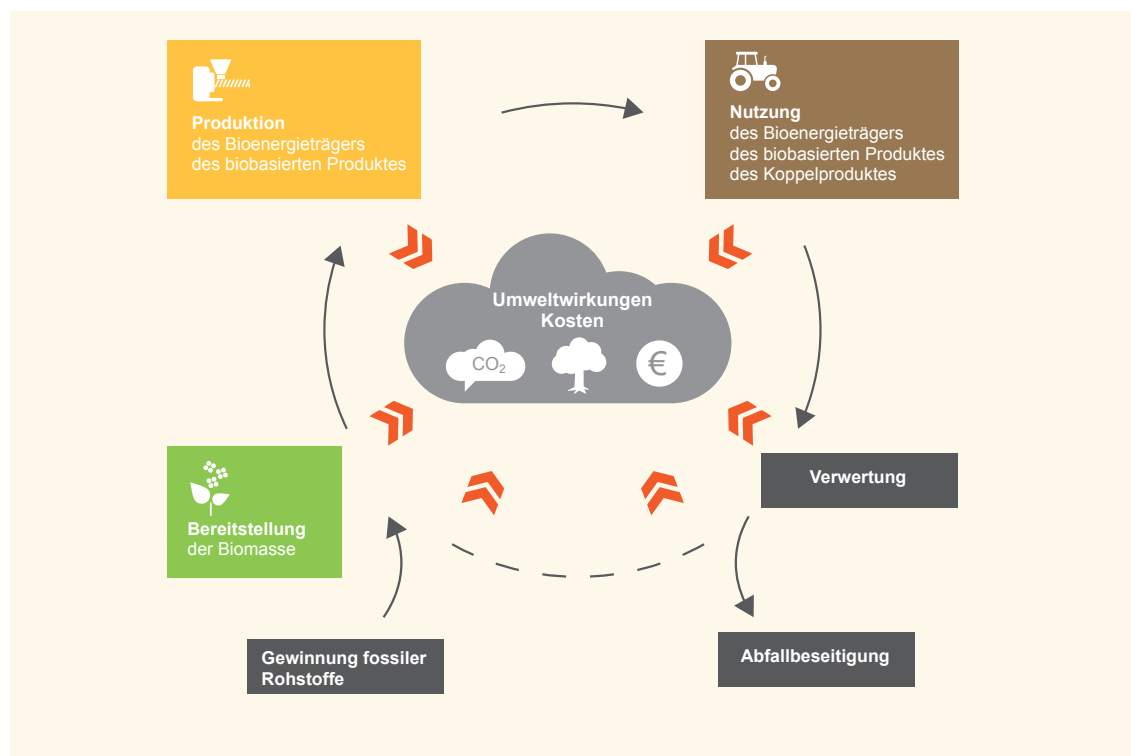 Produktion
des Bioenergieträgers
des biobasierten Produktes
Nutzung
des Bioenergieträgers
des biobasierten Produktes
des Koppelproduktes
Umweltwirkungen
Kosten
CO₂
€
Bereitstellung
der Biomasse
Verwertung
Gewinnung fossiler
Rohstoffe
Abfallbeseitigung